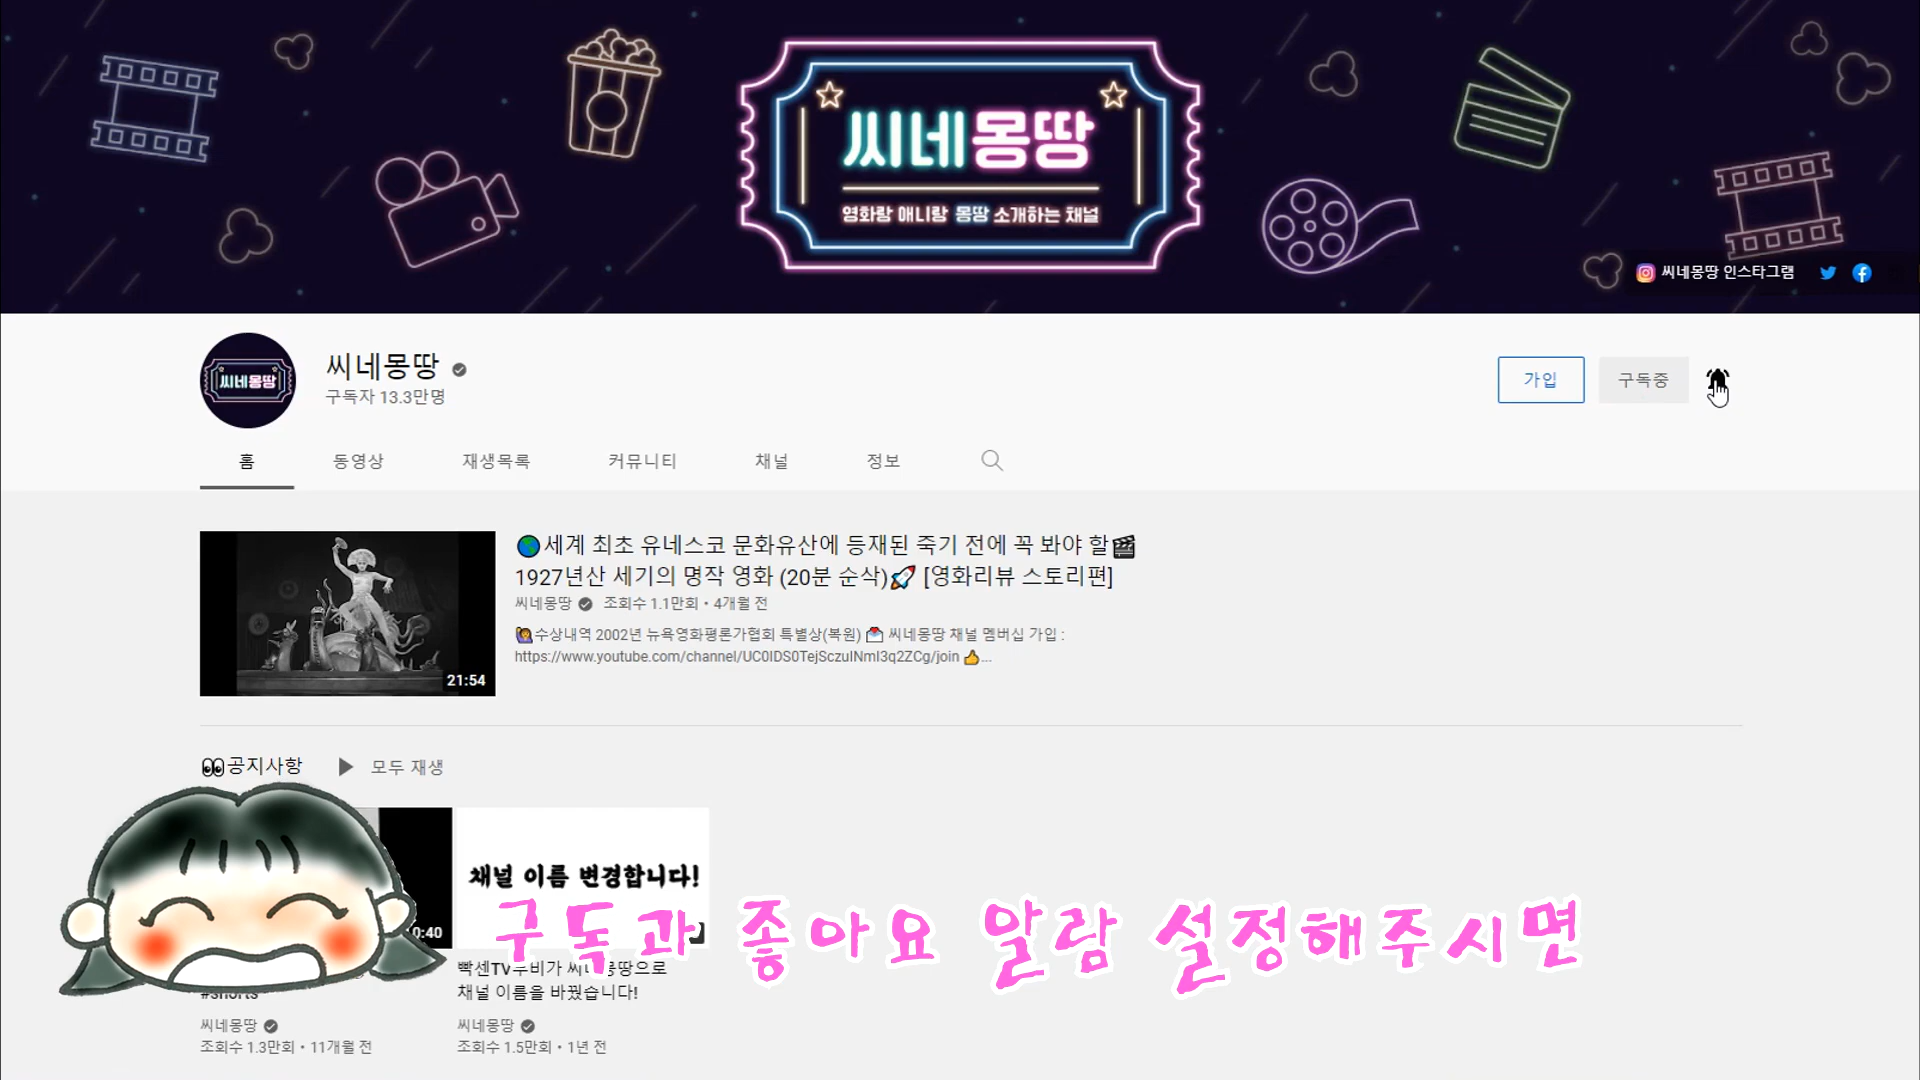 씨네몽땅
영화랑 애니랑 몽땅 소개하는 채널
씨네몽땅 인스타그램
씨네몽땅
씨네몽땅
구독자 13.3만명
가입
구독중
홈
동영상
재생목록
커뮤니티
채널
정보
21:54
🌎세계 최초 유네스코 문화유산에 등재된 죽기 전에 꼭 봐야 할🎬
1927년산 세기의 명작 영화 (20분 순삭)🚀 [영화리뷰 스토리편]
씨네몽땅 조회수 1.1만회 • 4개월 전
🙋수상내역 2002년 뉴욕영화평론가협회 특별상(복원) 💌 씨네몽땅 채널 멤버십 가입 :
https://www.youtube.com/channel/UC0IDS0TejSczuINmI3q2ZCg/join 👍...
👀공지사항
모두 재생
채널 이름 변경합니다!
0:40
구독과 좋아요 알람 설정해주시면
#shorts
채널 이름을 바꿨습니다!
씨네몽땅
조회수 1.3만회 • 11개월 전
씨네몽땅
조회수 1.5만회 • 1년 전